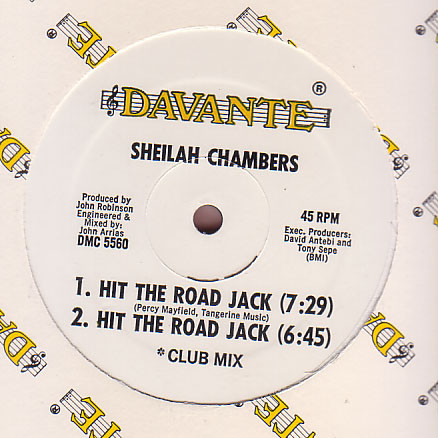 DAVANTE ®
SHEILAH CHAMBERS
Produced by
John Robinson
Engineered &
Mixed by:
John Arrias
DMC 5560
45 RPM
Exec. Producers:
David Antebi and
Tony Sepe
(BMI)
1. HIT THE ROAD JACK (7:29)
(Percy Mayfield, Tangerine Music)
2. HIT THE ROAD JACK (6:45)
*CLUB MIX